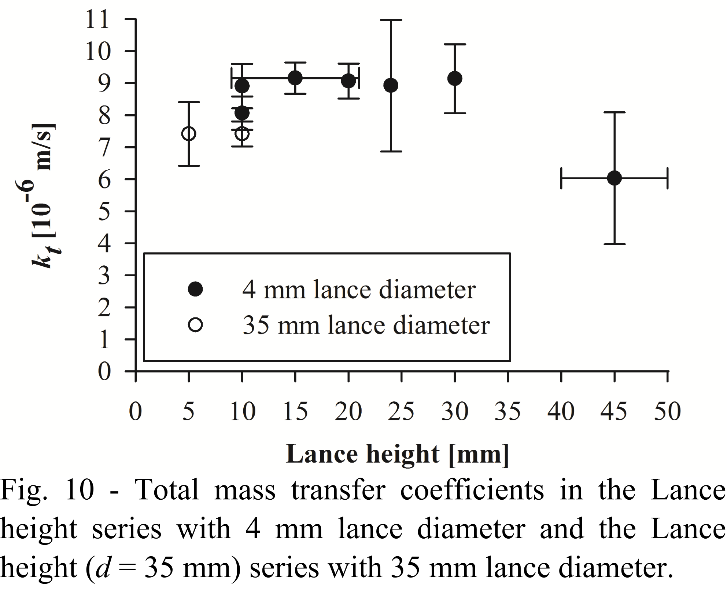 11
10
9
8
7
6
5
4
3
2
1
0
k_t [10^-6 m/s]
4 mm lance diameter
35 mm lance diameter
0 5 10 15 20 25 30 35 40 45 50
Lance height [mm]
Fig. 10 - Total mass transfer coefficients in the Lance
height series with 4 mm lance diameter and the Lance
height (d = 35 mm) series with 35 mm lance diameter.